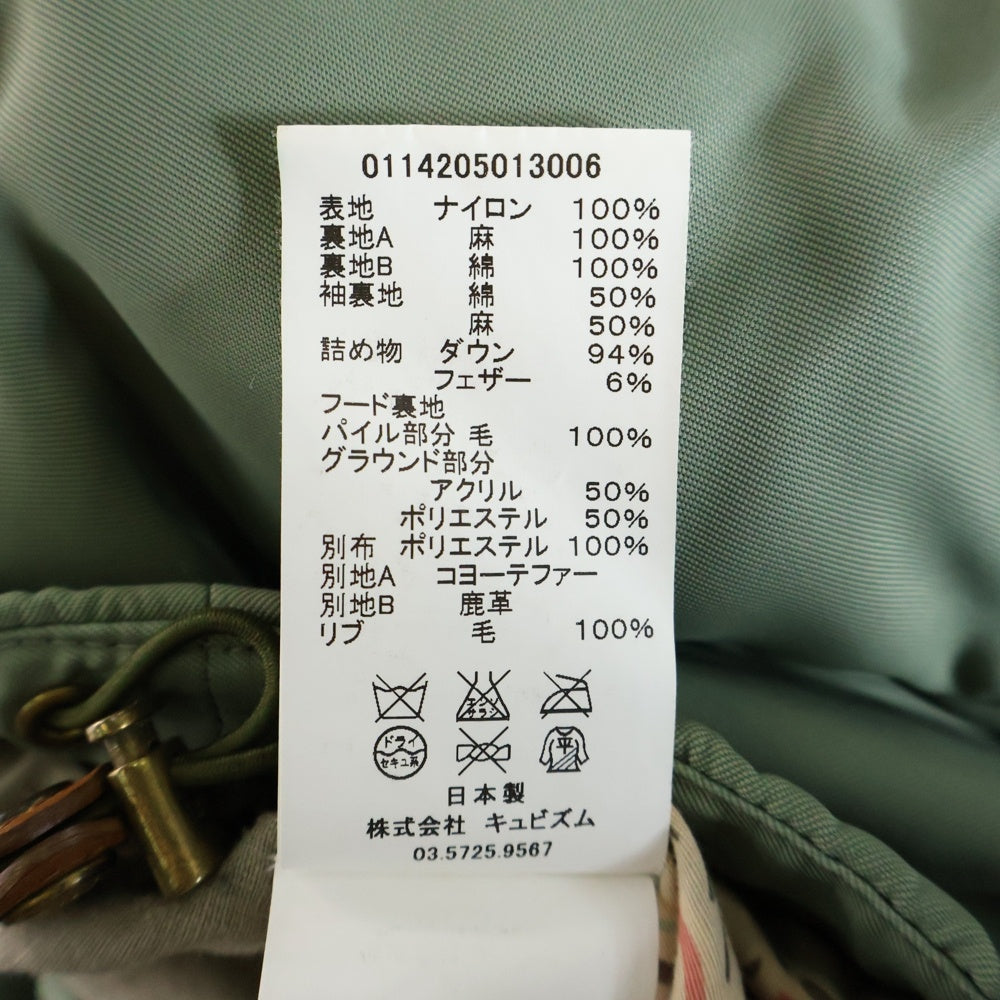 0114205013006
表地 ナイロン 100%
裏地A 麻 100%
裏地B 綿 100%
袖裏地 綿 50%
麻 50%
詰め物 ダウン 94%
フェザー 6%
フード裏地
パイル部分 毛 100%
グラウンド部分
アクリル 50%
ポリエステル 50%
別布 ポリエステル 100%
別地A コヨーテファー
別地B 鹿革
リブ 毛 100%
エンソ
サラシ
ドライ
セキユ系
平
日本製
株式会社 キュビズム
03.5725.9567